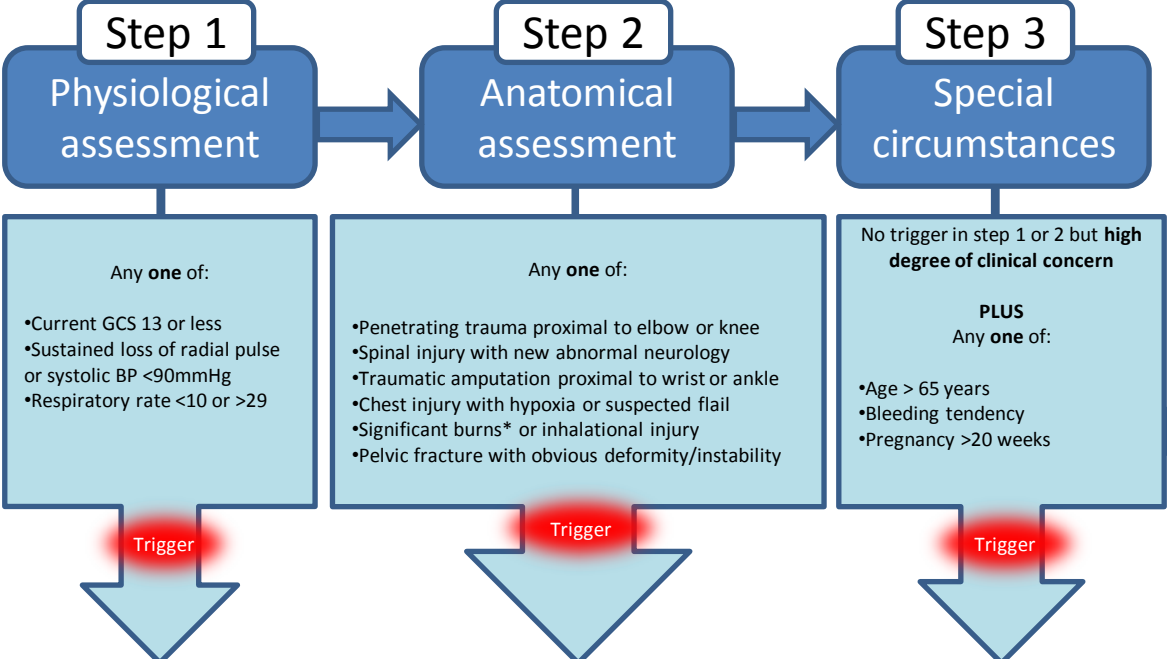 Step 1
Physiological
assessment
Any one of:
•Current GCS 13 or less
•Sustained loss of radial pulse
or systolic BP <90mmHg
•Respiratory rate <10 or >29
Trigger
Step 2
Anatomical
assessment
Any one of:
•Penetrating trauma proximal to elbow or knee
•Spinal injury with new abnormal neurology
•Traumatic amputation proximal to wrist or ankle
•Chest injury with hypoxia or suspected flail
•Significant burns* or inhalational injury
•Pelvic fracture with obvious deformity/instability
Trigger
Step 3
Special
circumstances
No trigger in step 1 or 2 but high
degree of clinical concern
PLUS
Any one of:
•Age > 65 years
•Bleeding tendency
•Pregnancy >20 weeks
Trigger